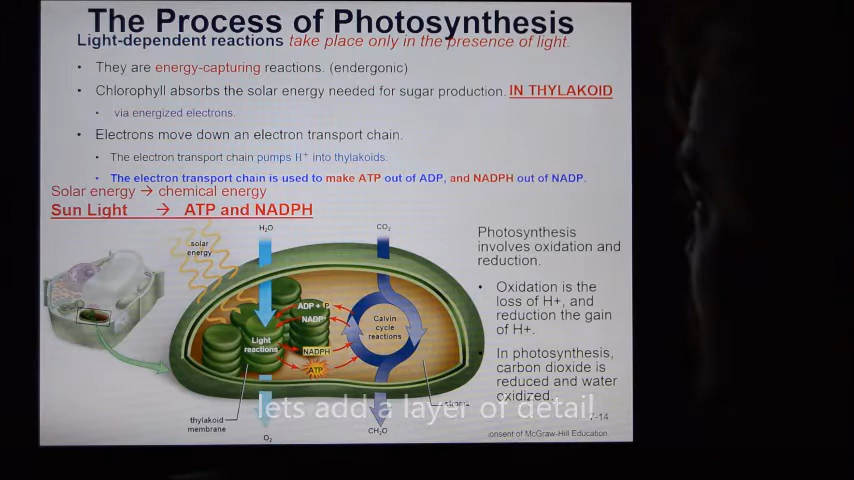 The Process of Photosynthesis
Light-dependent reactions take place only in the presence of light.
• They are energy-capturing reactions. (endergonic)
• Chlorophyll absorbs the solar energy needed for sugar production. IN THYLAKOID
• via energized electrons.
• Electrons move down an electron transport chain.
• The electron transport chain pumps H⁺ into thylakoids.
• The electron transport chain is used to make ATP out of ADP, and NADPH out of NADP.
Solar energy → chemical energy
Sun Light → ATP and NADPH
H₂O
CO₂
solar
energy
ADP + P
NADP⁺
Light
reactions
NADPH
ATP
Calvin
cycle
reactions
thylakoid
membrane
O₂
CH₂O
Photosynthesis
involves oxidation and
reduction.
• Oxidation is the
loss of H+, and
reduction the gain
of H+.
• In photosynthesis,
carbon dioxide is
reduced and water
oxidized.
lets add a layer of detail
-14
onsent of McGraw-Hill Education.